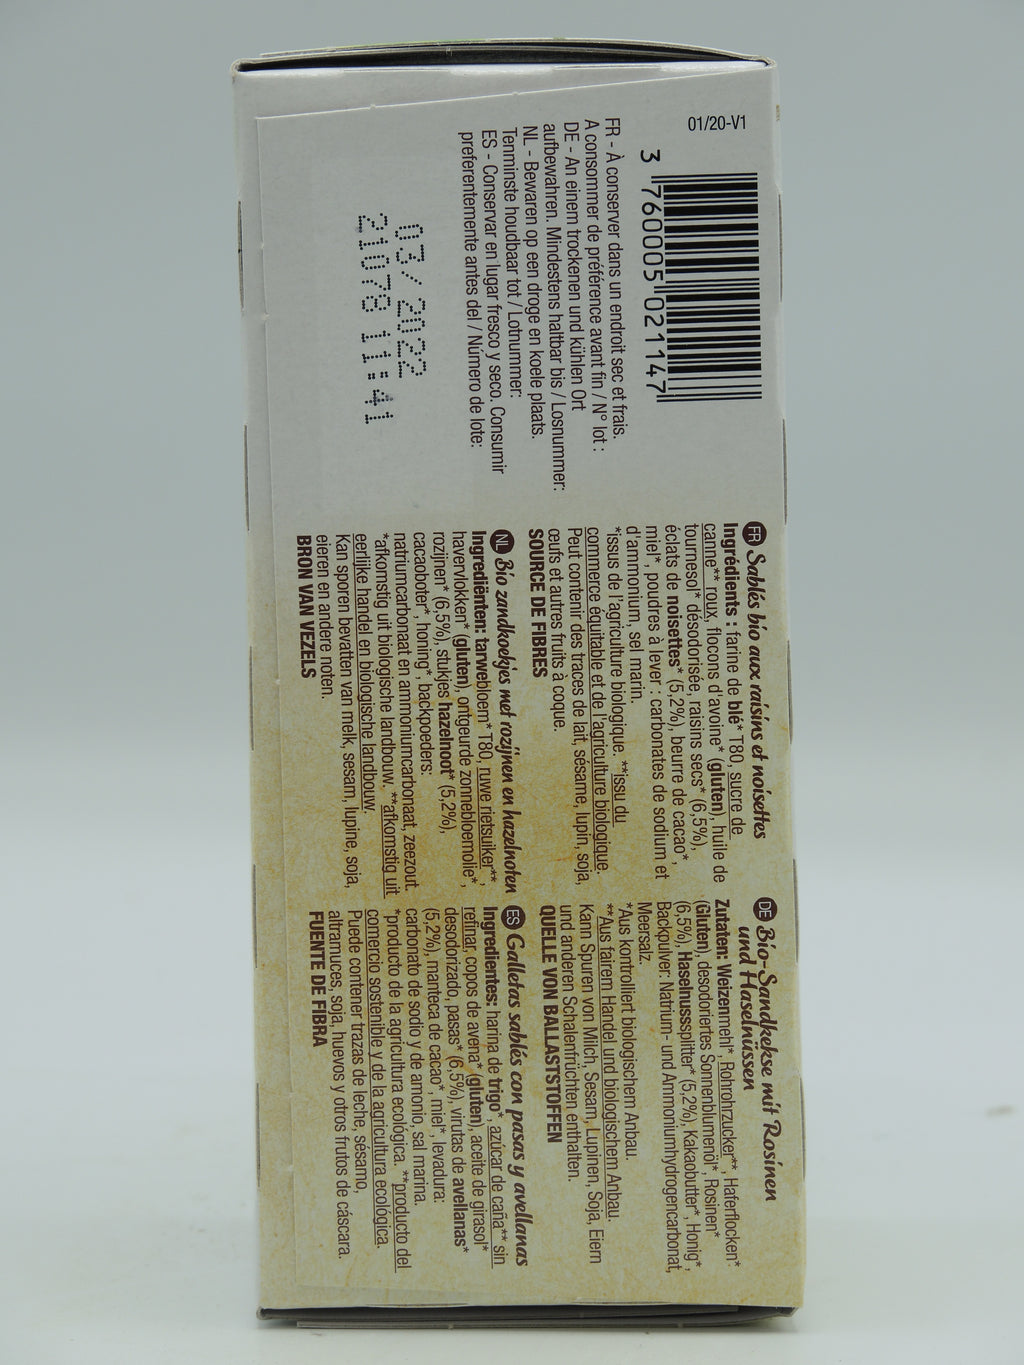 01/20-V1
3 760005 021147
FR - À conserver dans un endroit sec et frais.
A consommer de préférence avant fin / N° lot :
DE - An einem trockenen und kühlen Ort
aufbewahren. Mindestens haltbar bis / Losnummer:
NL - Bewaren op een droge en koele plaats.
Tenminste houdbaar tot / Lotnummer:
ES - Conservar en lugar fresco y seco. Consumir
preferentemente antes del / Número de lote:
03/2022
21078 11:41
FR Sablés bio aux raisins et noisettes
Ingrédients : farine de blé* T80, sucre de
canne** roux, flocons d'avoine* (gluten), huile de
tournesol* désodorisée, raisins secs* (6,5%),
éclats de noisettes* (5,2%), beurre de cacao*,
miel*, poudres à lever : carbonates de sodium et
d'ammonium, sel marin.
*issus de l'agriculture biologique. **issu du
commerce équitable et de l'agriculture biologique.
Peut contenir des traces de lait, sésame, lupin, soja,
œufs et autres fruits à coque.
SOURCE DE FIBRES
NL Bio zandkoekjes met rozijnen en hazelnoten
Ingrediënten: tarwebloem* T80, ruwe rietsuiker**,
havervlokken* (gluten), ontgeurde zonnebloemolie*,
rozijnen* (6,5%), stukjes hazelnoot* (5,2%),
cacaoboter*, honing*, backpoeders:
natriumcarbonaat en ammoniumcarbonaat, zeezout.
*afkomstig uit biologische landbouw. **afkomstig uit
eerlijke handel en biologische landbouw.
Kan sporen bevatten van melk, sesam, lupine, soja,
eieren en andere noten.
BRON VAN VEZELS
DE Bio-Sandkekse mit Rosinen
und Haselnüssen
Zutaten: Weizenmehl*, Rohrohrzucker**, Haferflocken*
(Gluten), desodoriertes Sonnenblumenöl*, Rosinen*
(6,5%), Haselnusssplitter* (5,2%), Kakaobutter*, Honig*,
Backpulver: Natrium- und Ammoniumhydrogencarbonat,
Meersalz.
*Aus kontrolliert biologischem Anbau.
**Aus fairem Handel und biologischem Anbau.
Kann Spuren von Milch, Sesam, Lupinen, Soja, Eiern
und anderen Schalenfrüchten enthalten.
QUELLE VON BALLASTSTOFFEN
ES Galletas sablés con pasas y avellanas
Ingredientes: harina de trigo*, azúcar de caña** sin
refinar, copos de avena* (gluten), aceite de girasol*
desodorizado, pasas* (6,5%), virutas de avellanas*
(5,2%), manteca de cacao*, miel*, levadura:
carbonato de sodio y de amonio, sal marina.
*producto de la agricultura ecológica. **producto del
comercio sostenible y de la agricultura ecológica.
Puede contener trazas de leche, sésamo,
altramuces, soja, huevos y otros frutos de cáscara.
FUENTE DE FIBRA